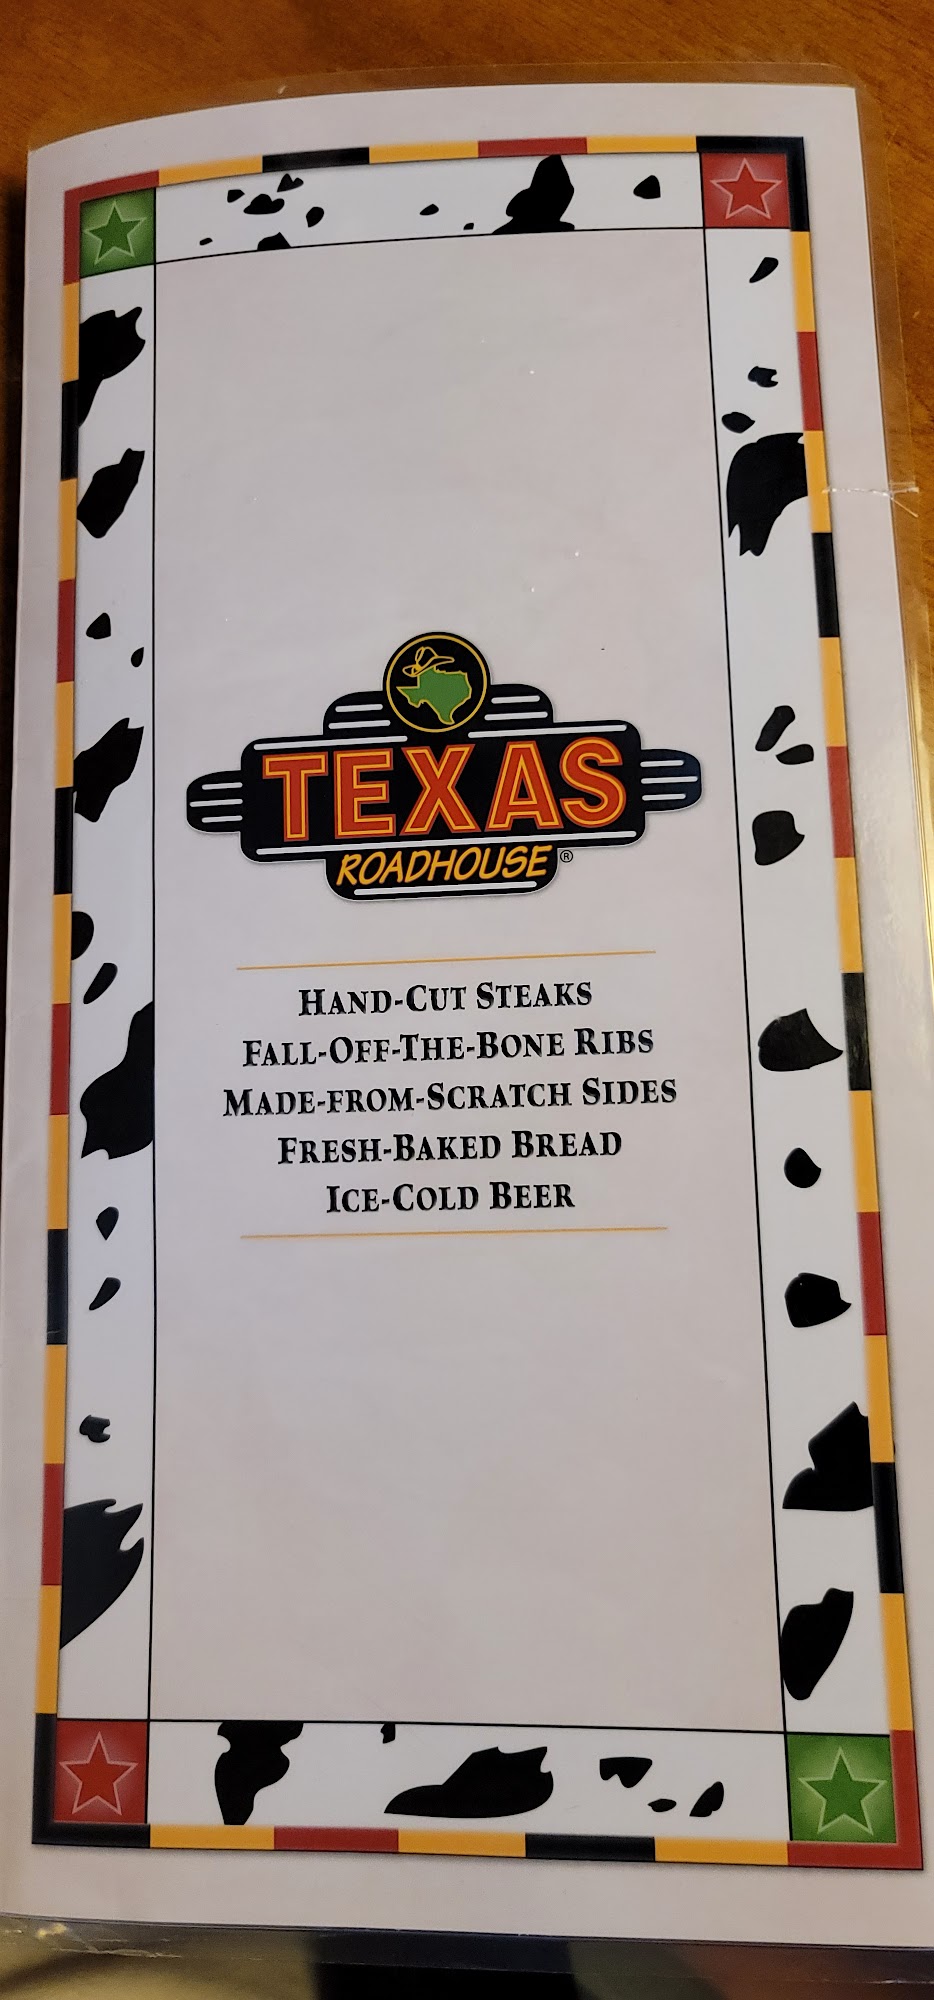 TEXAS
ROADHOUSE®
HAND-CUT STEAKS
FALL-OFF-THE-BONE RIBS
MADE-FROM-SCRATCH SIDES
FRESH-BAKED BREAD
ICE-COLD BEER